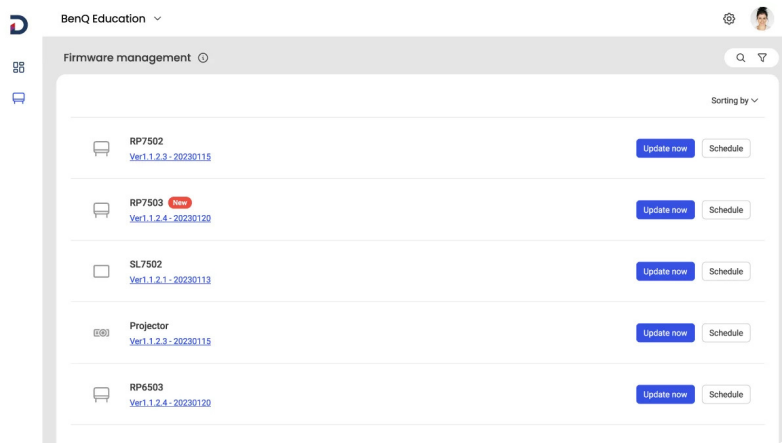 BenQ Education
Firmware management
Sorting by
RP7502
Ver1.1.2.3 - 20230115
Update now
Schedule
RP7503 New
Ver1.1.2.4 - 20230120
Update now
Schedule
SL7502
Ver1.1.2.1 - 20230113
Update now
Schedule
Projector
Ver1.1.2.3 - 20230115
Update now
Schedule
RP6503
Ver1.1.2.4 - 20230120
Update now
Schedule